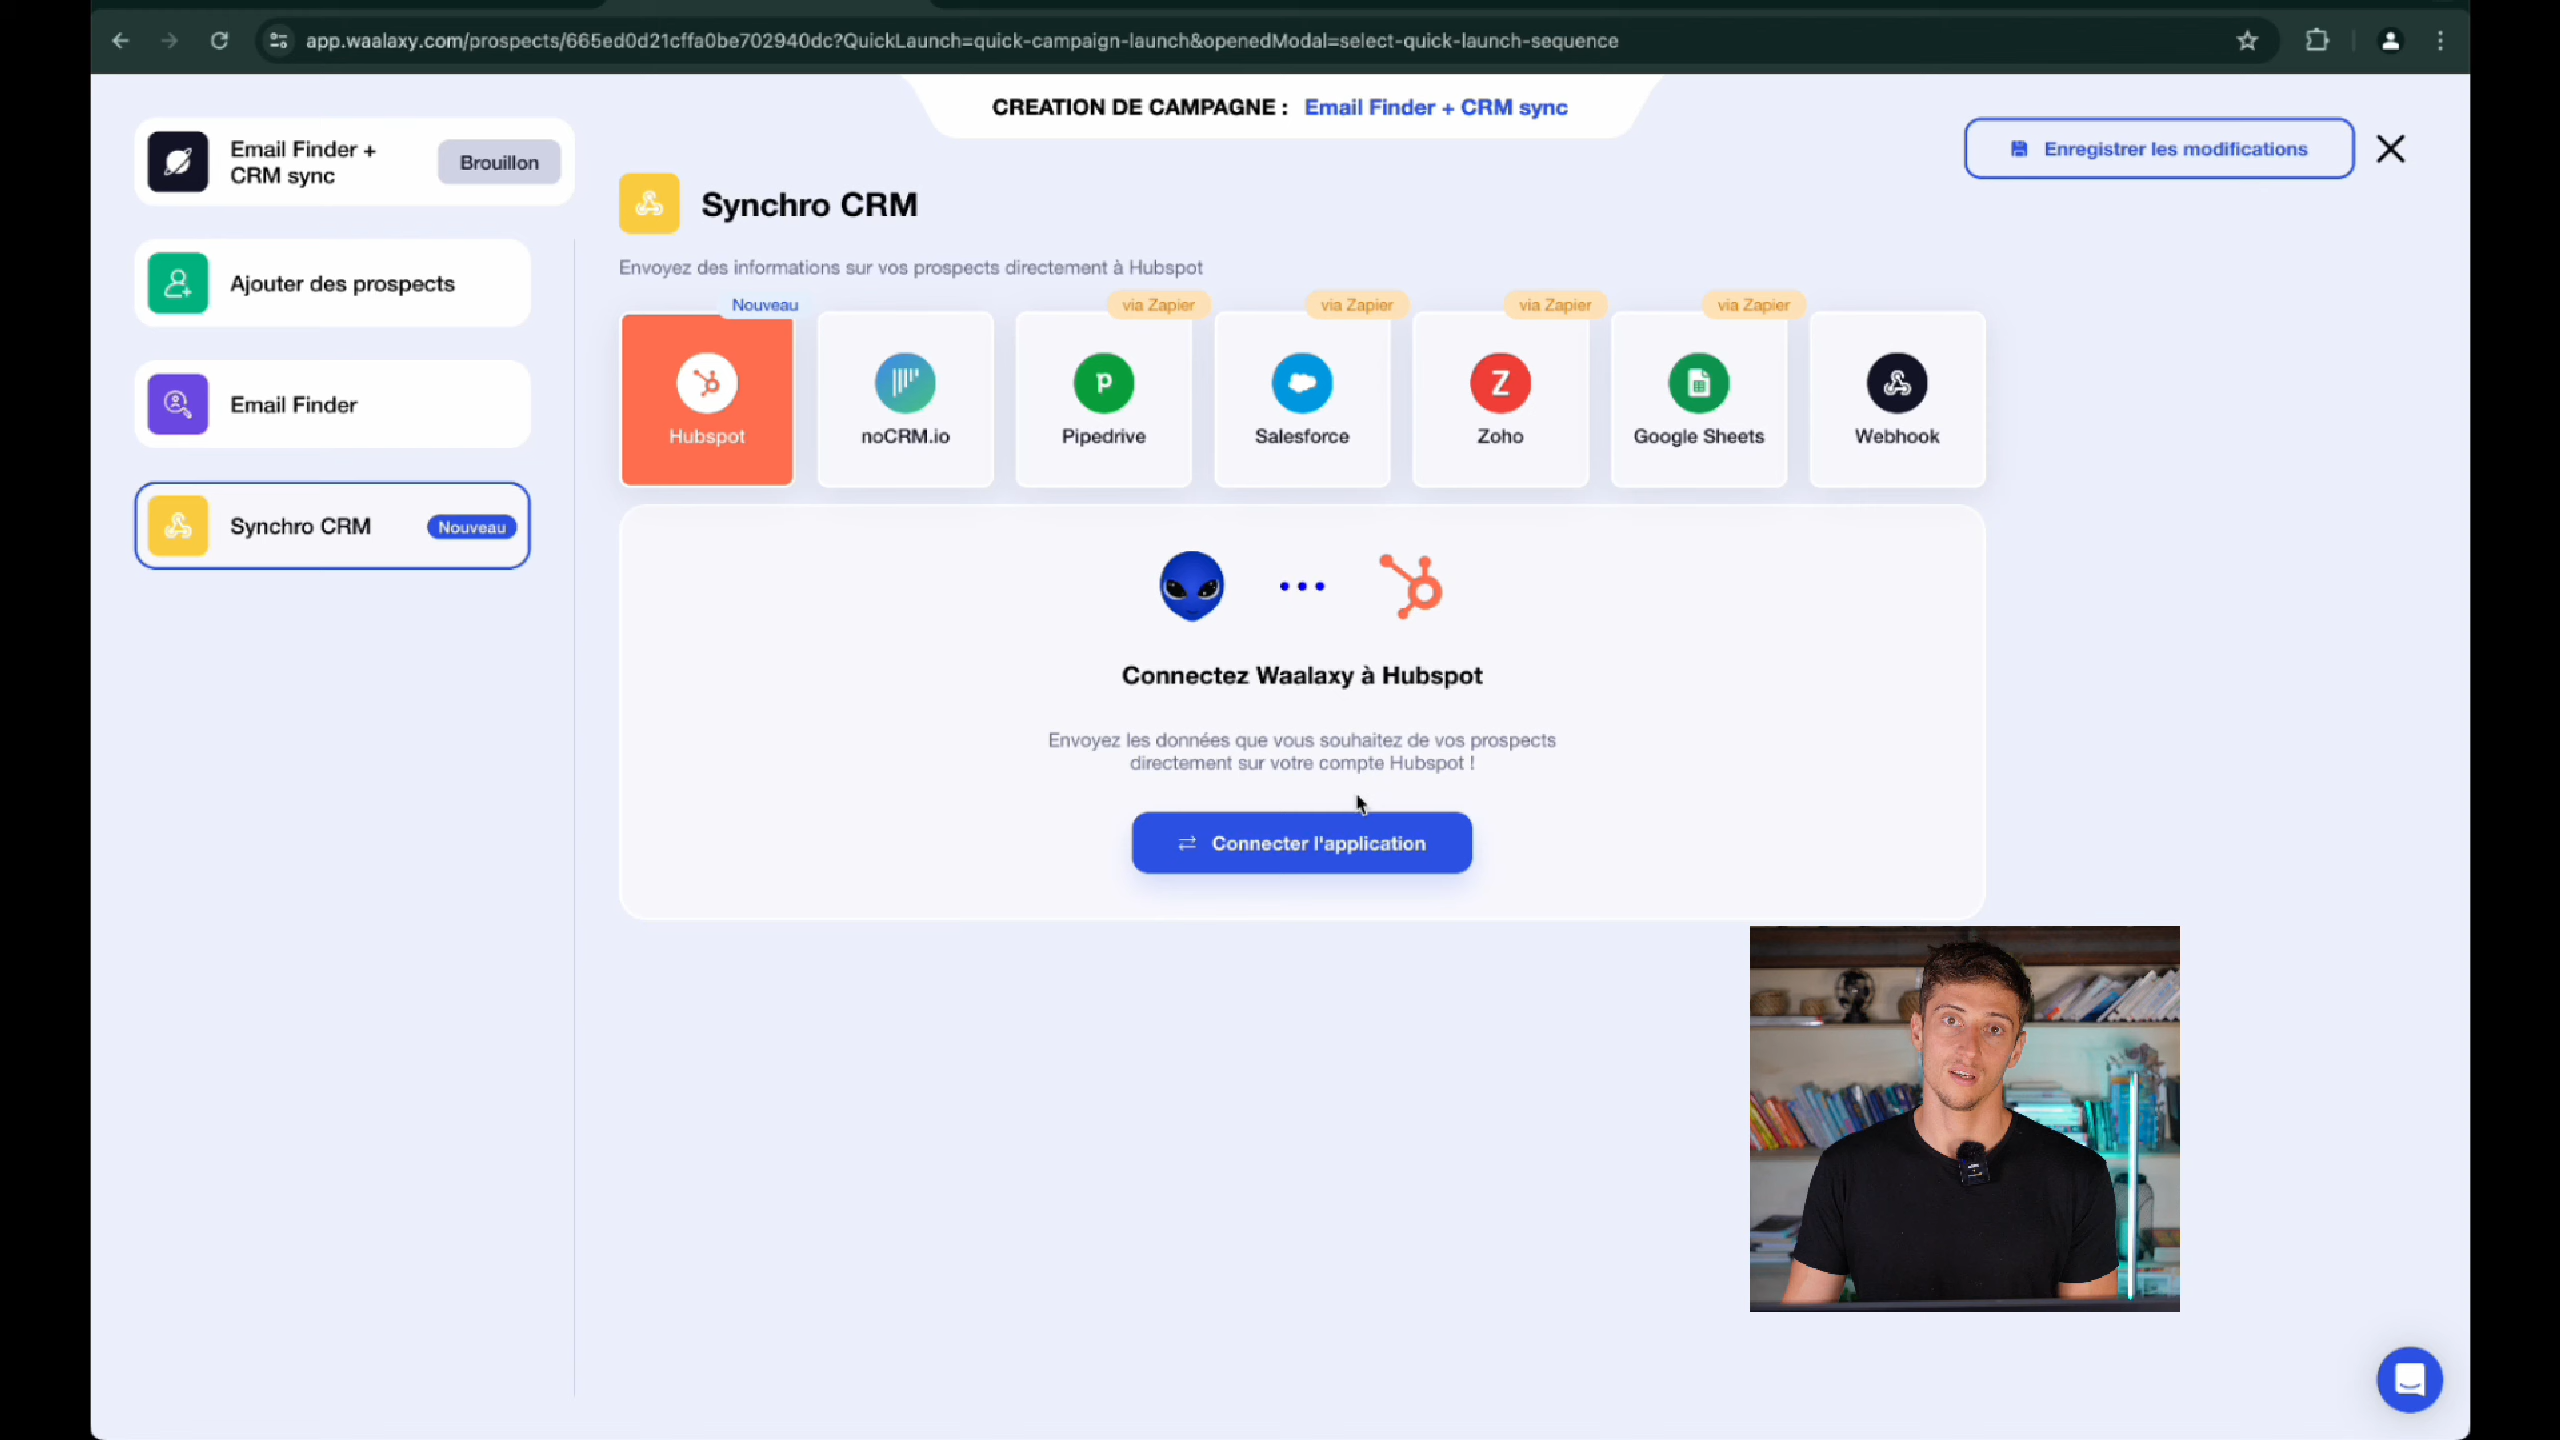 app.waalaxy.com/prospects/665ed0d21cffa0be702940dc?QuickLaunch=quick-campaign-launch&openedModal=select-quick-launch-sequence
CREATION DE CAMPAGNE : Email Finder + CRM sync
Email Finder +
CRM sync
Brouillon
Enregistrer les modifications
Ajouter des prospects
Email Finder
Synchro CRM
Nouveau
Synchro CRM
Envoyez des informations sur vos prospects directement à Hubspot
Nouveau
via Zapier
via Zapier
via Zapier
via Zapier
Hubspot
noCRM.io
p
Pipedrive
Salesforce
Z
Zoho
Google Sheets
Webhook
Connectez Waalaxy à Hubspot
Envoyez les données que vous souhaitez de vos prospects
directement sur votre compte Hubspot !
Connecter l'application